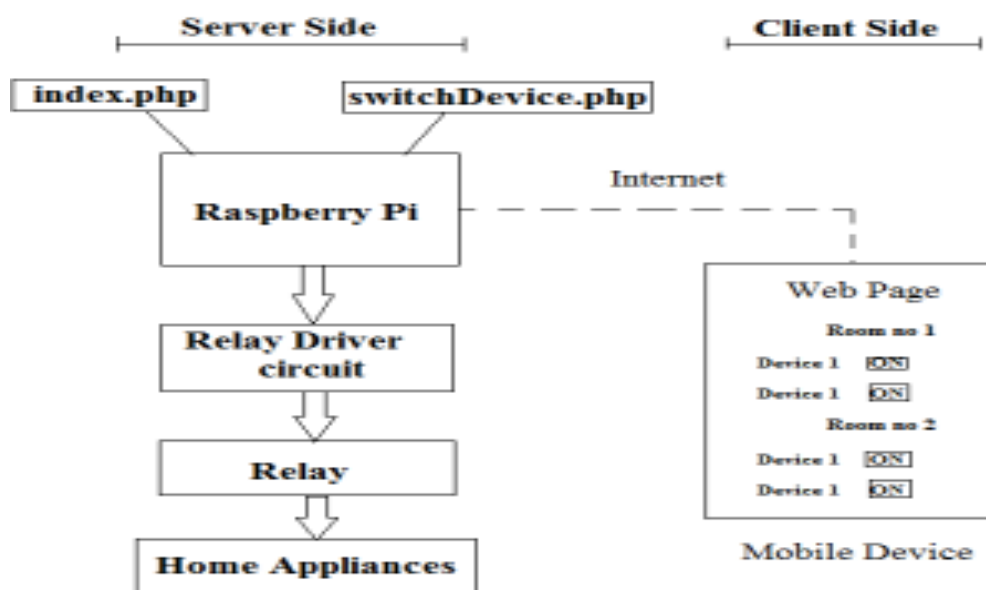 Server Side
Client Side
index.php
switchDevice.php
Internet
Raspberry Pi
Web Page
Room no 1
Relay Driver
circuit
Device 1 ON
Device 1 ON
Room no 2
Relay
Device 1 ON
Device 1 ON
Mobile Device
Home Appliances